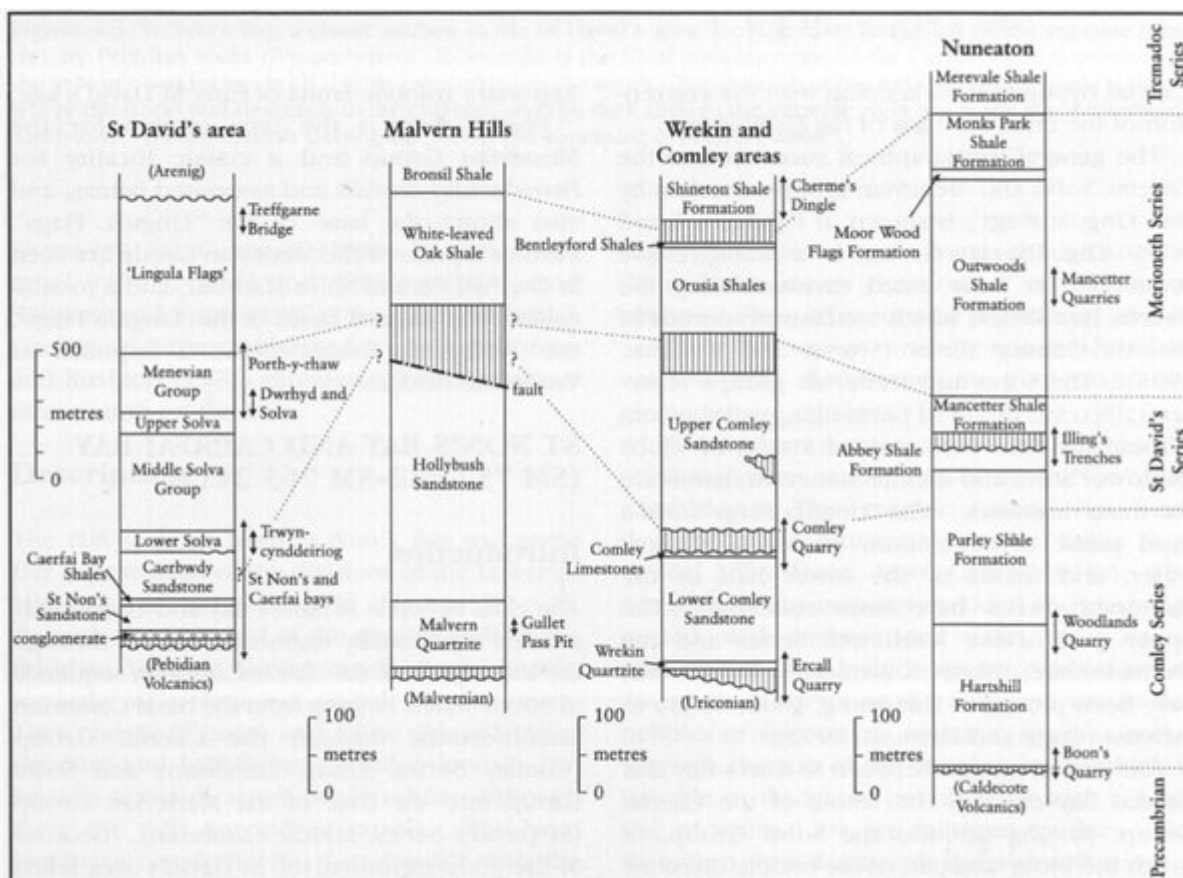 St David's area
(Arenig)
Treffgarne
Bridge
'Lingula Flags'
500
metres
0
Menevian
Group
Porth-y-rhaw
Dwrhyd and
Solva
Upper Solva
Middle Solva
Group
Lower Solva
Trwyn-
cynddeiriog
Caerfai Bay
Shales
Caerbwdy
Sandstone
St Non's
Sandstone
St Non's and
Caerfai bays
conglomerate
(Pebidian
Volcanics)
Malvern Hills
Bronsil Shale
White-leaved
Oak Shale
?
?
?
?
fault
Hollybush
Sandstone
Malvern
Quartzite
Gullet
Pass Pit
(Malvernian)
100
metres
0
Wrekin and
Comley areas
Shineton Shale
Formation
Cherme's
Dingle
Bentleyford Shales
Orusia Shales
Upper Comley
Sandstone
Comley
Limestones
Comley
Quarry
Lower Comley
Sandstone
Wrekin
Quartzite
Ercall
Quarry
(Uriconian)
100
metres
0
Nuneaton
Merevale Shale
Formation
Monks Park
Shale
Formation
Moor Wood
Flags Formation
Outwoods
Shale
Formation
Mancetter
Quarries
Mancetter Shale
Formation
Abbey Shale
Formation
Illing's
Trenches
Purley Shale
Formation
Woodlands
Quarry
Hartshill
Formation
Boon's
Quarry
(Caldecote
Volcanics)
100
metres
0
Tremadoc
Series
Merioneth Series
St David's
Series
Comley Series
Precambrian